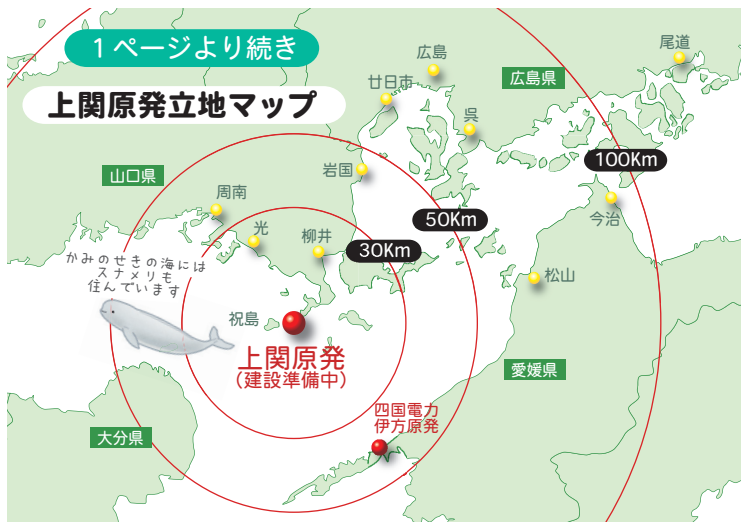 1ページより続き
上関原発立地マップ
広島
尾道
廿日市
広島県
呉
岩国
100Km
山口県
周南
50Km
今治
光
柳井
30Km
かみのせきの海には
スナメリも
住んでいます
松山
祝島
上関原発
(建設準備中)
愛媛県
四国電力
伊方原発
大分県